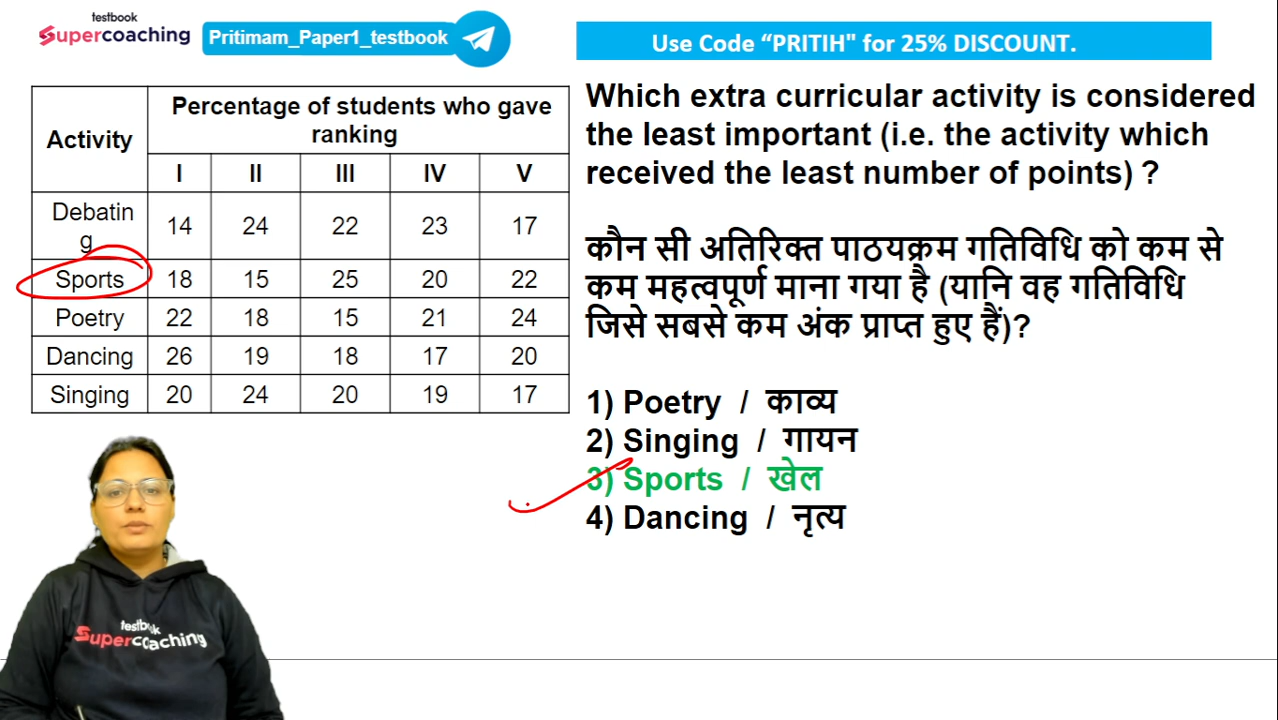 testbook
Supercoaching
Pritimam_Paper1_testbook
Use Code “PRITIH" for 25% DISCOUNT.
Activity
Percentage of students who gave
ranking
I II III IV V
Debatin
g
14 24 22 23 17
Sports 18 15 25 20 22
Poetry 22 18 15 21 24
Dancing 26 19 18 17 20
Singing 20 24 20 19 17
Which extra curricular activity is considered
the least important (i.e. the activity which
received the least number of points) ?
कौन सी अतिरिक्त पाठयक्रम गतिविधि को कम से
कम महत्वपूर्ण माना गया है (यानि वह गतिविधि
जिसे सबसे कम अंक प्राप्त हुए हैं)?
1) Poetry / काव्य
2) Singing / गायन
3) Sports / खेल
4) Dancing / नृत्य
testbook
Supercoaching